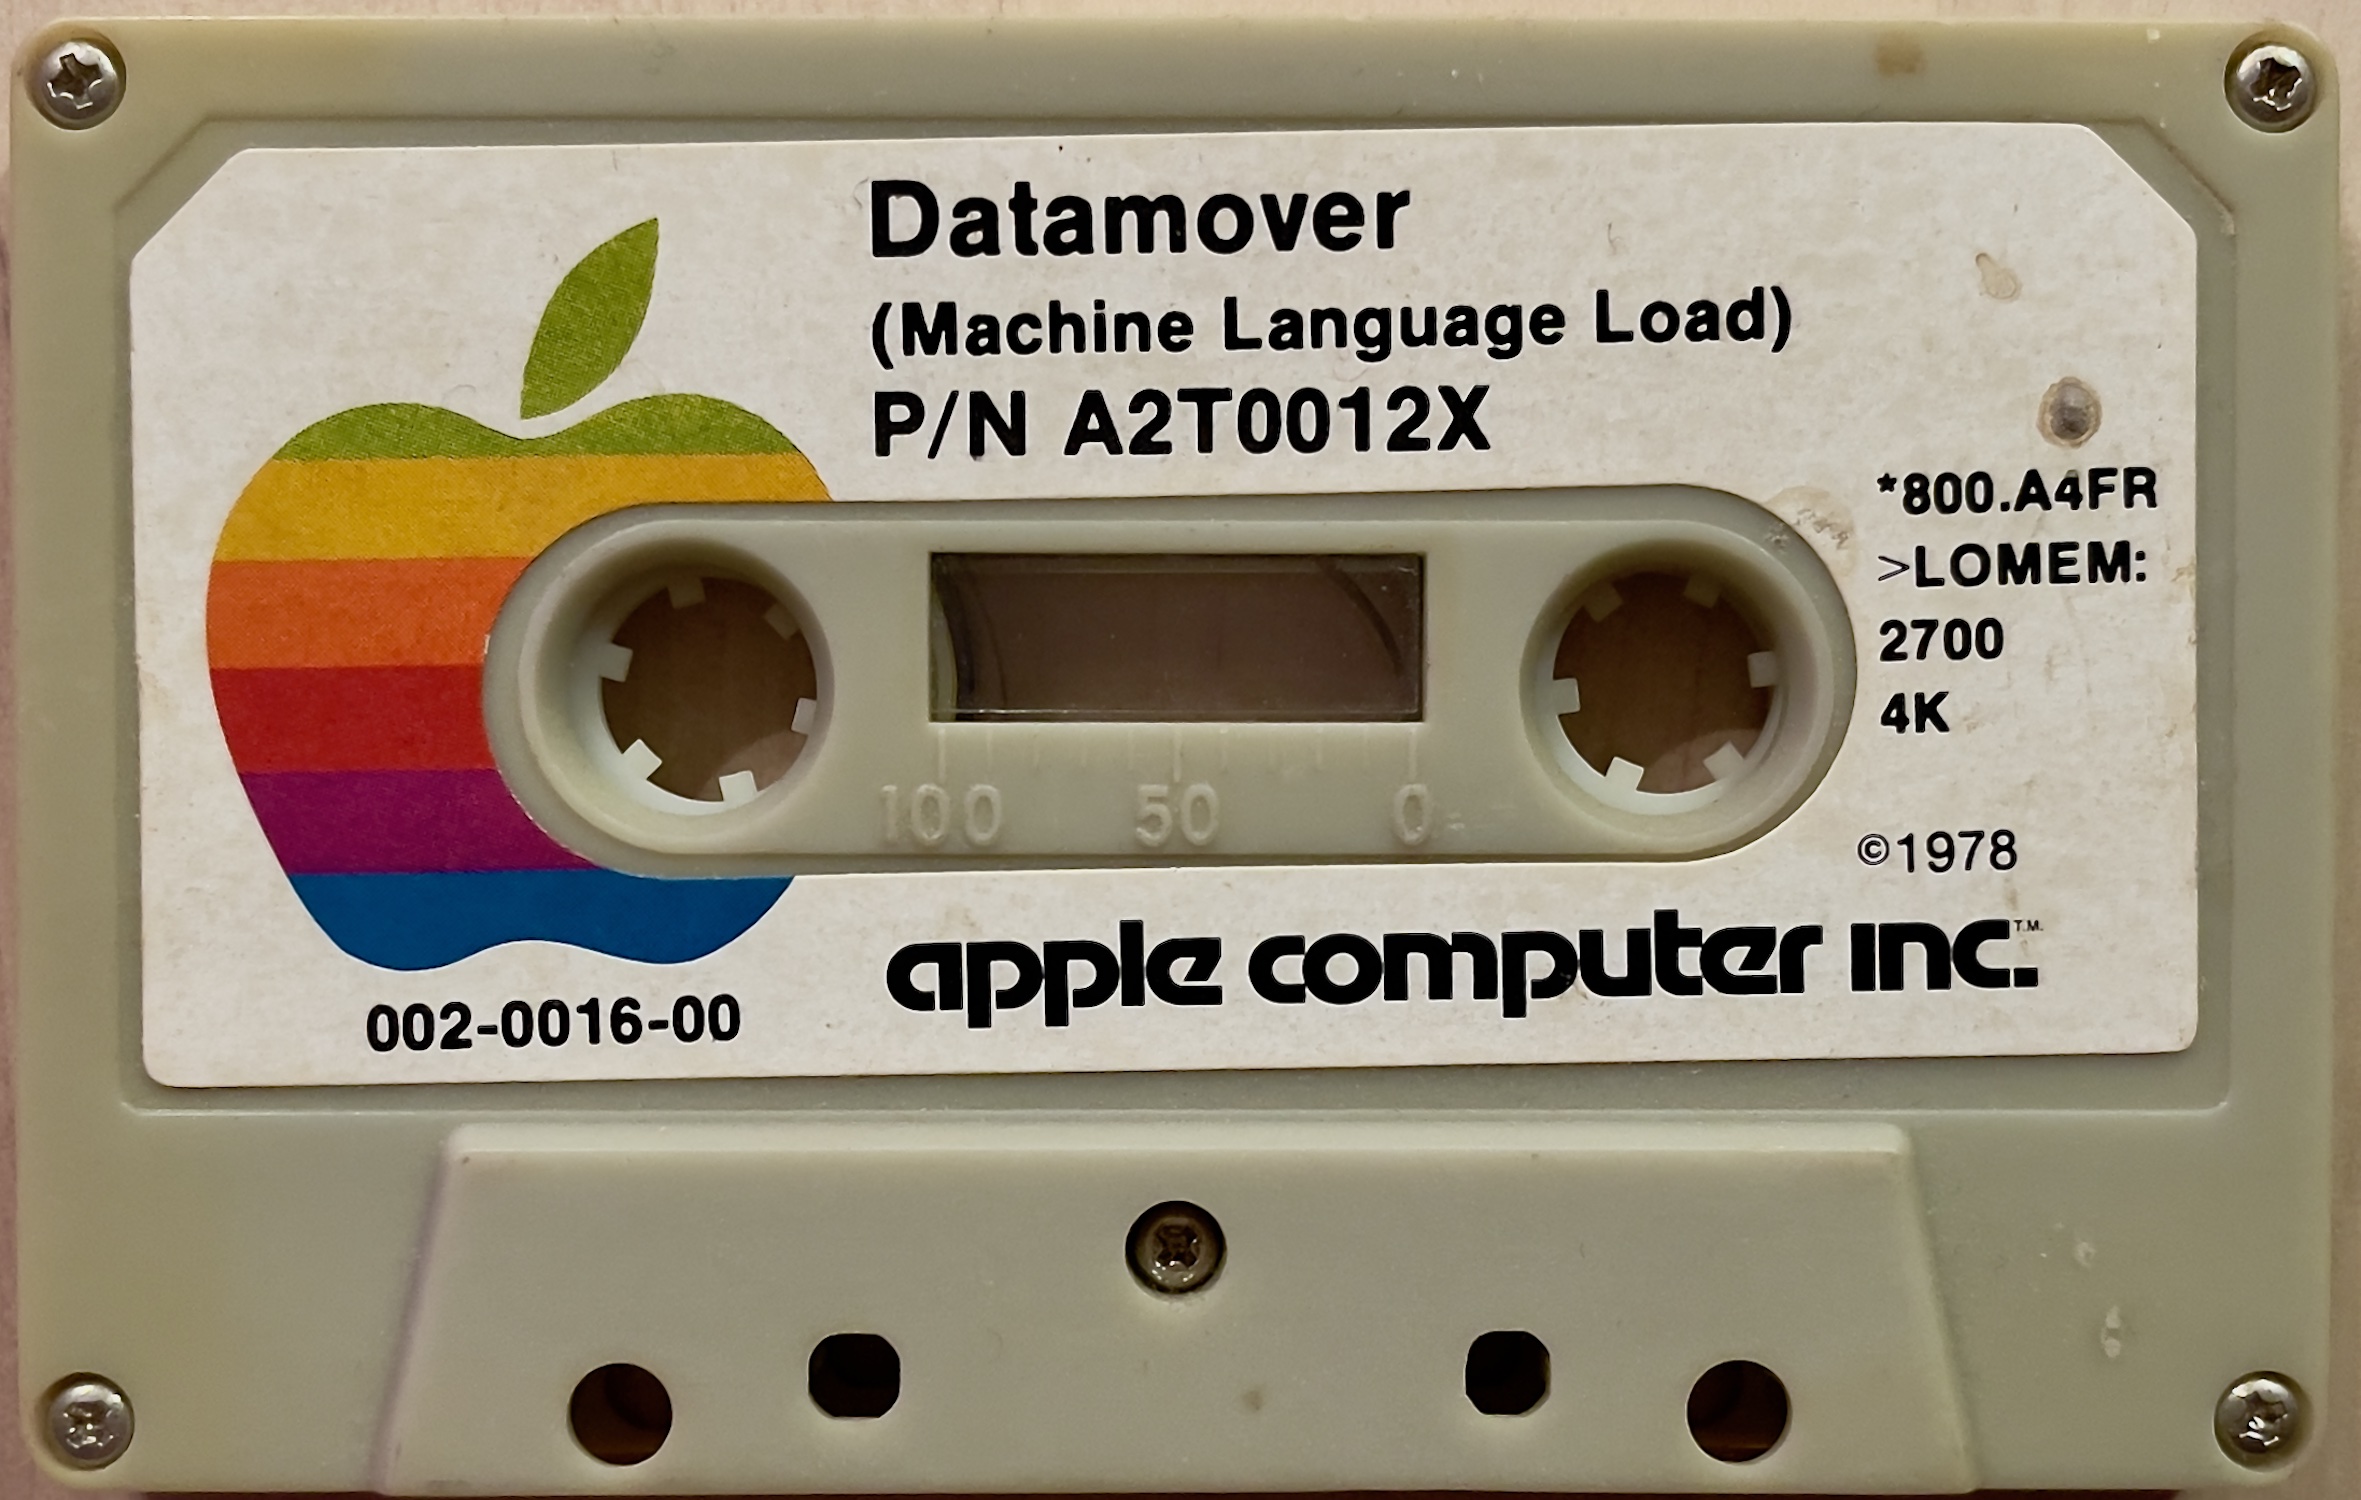 Datamover
(Machine Language Load)
P/N A2T0012X
*800.A4FR
>LOMEM:
2700
4K
100 50 0
©1978
apple computer inc.™
002-0016-00